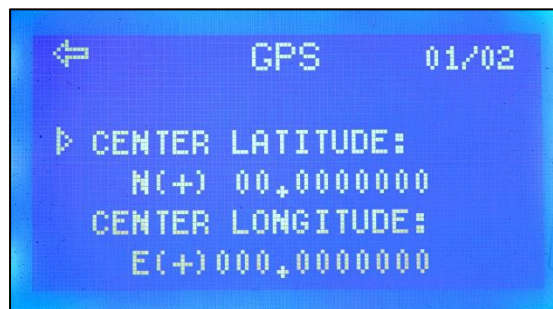 GPS 01/02
CENTER LATITUDE:
N(+) 00.0000000
CENTER LONGITUDE:
E(+)000.0000000